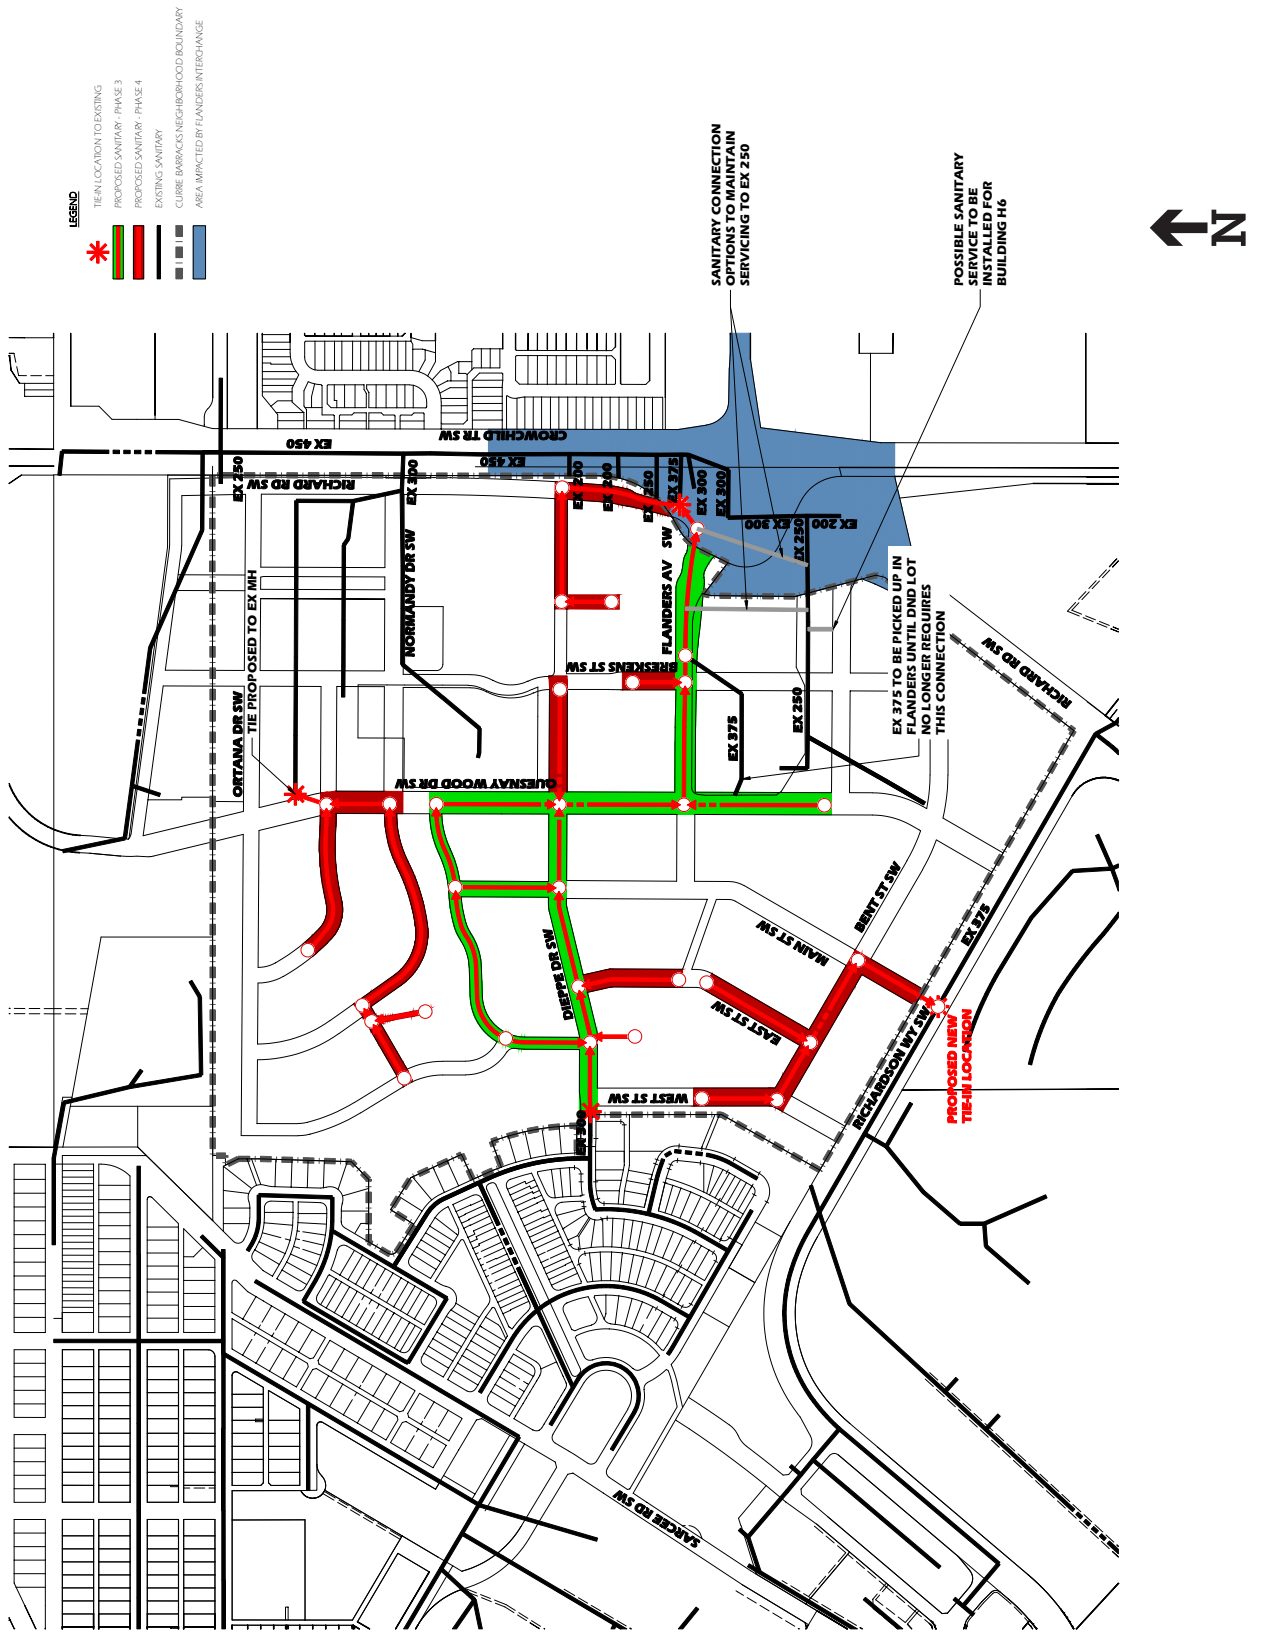 LEGEND
TIE-IN LOCATION TO EXISTING
PROPOSED SANITARY - PHASE 3
PROPOSED SANITARY - PHASE 4
EXISTING SANITARY
CURRIE BARRACKS NEIGHBORHOOD BOUNDARY
AREA IMPACTED BY FLANDERS INTERCHANGE
SANITARY CONNECTION
OPTIONS TO MAINTAIN
SERVICING TO EX 250
POSSIBLE SANITARY
SERVICE TO BE
INSTALLED FOR
BUILDING H6
N
EX 450
CROWCHILD TR SW
EX 450
EX 250
RICHARD RD SW
EX 300
EX 200
EX 200
EX 250
EX 375
EX 300
EX 300
EX 300
EX 200
EX 250
TIE PROPOSED TO EX MH
NORMANDY DR SW
FLANDERS AV SW
BRESKENS ST SW
EX 375 TO BE PICKED UP IN
FLANDERS UNTIL DND LOT
NO LONGER REQUIRES
THIS CONNECTION
RICHARD RD SW
ORTANA DR SW
QUESNAY WOOD DR SW
EX 375
EX 250
DIEPPE DR SW
MAIN ST SW
BENT ST SW
EX 375
EAST ST SW
WEST ST SW
RICHARDSON WY SW
PROPOSED NEW
TIE-IN LOCATION
EX 300
SARCEE RD SW